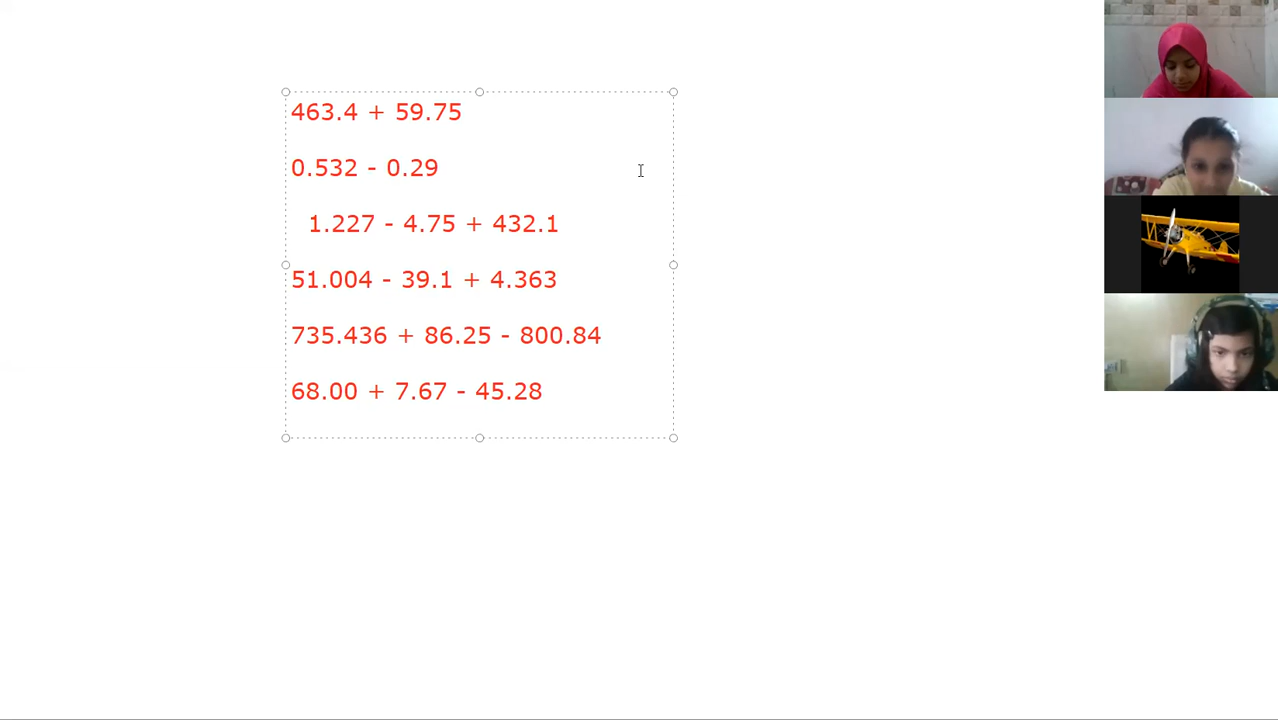 463.4 + 59.75
0.532 - 0.29
1.227 - 4.75 + 432.1
51.004 - 39.1 + 4.363
735.436 + 86.25 - 800.84
68.00 + 7.67 - 45.28